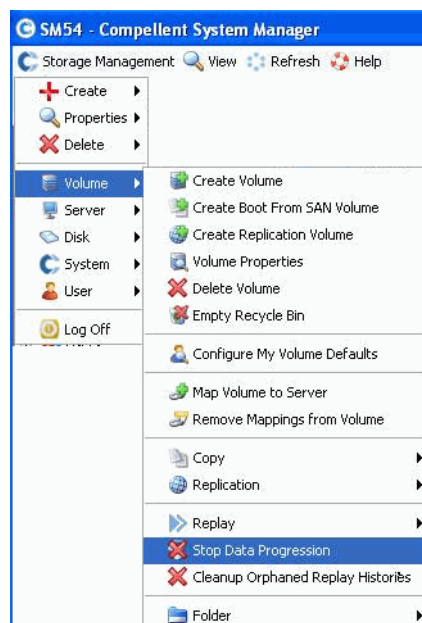 SM54 - Compellent System Manager
Storage Management View Refresh Help
Create
Properties
Delete
Volume
Server
Disk
System
User
Log Off
Create Volume
Create Boot From SAN Volume
Create Replication Volume
Volume Properties
Delete Volume
Empty Recycle Bin
Configure My Volume Defaults
Map Volume to Server
Remove Mappings from Volume
Copy
Replication
Replay
Stop Data Progression
Cleanup Orphaned Replay Histories
Folder